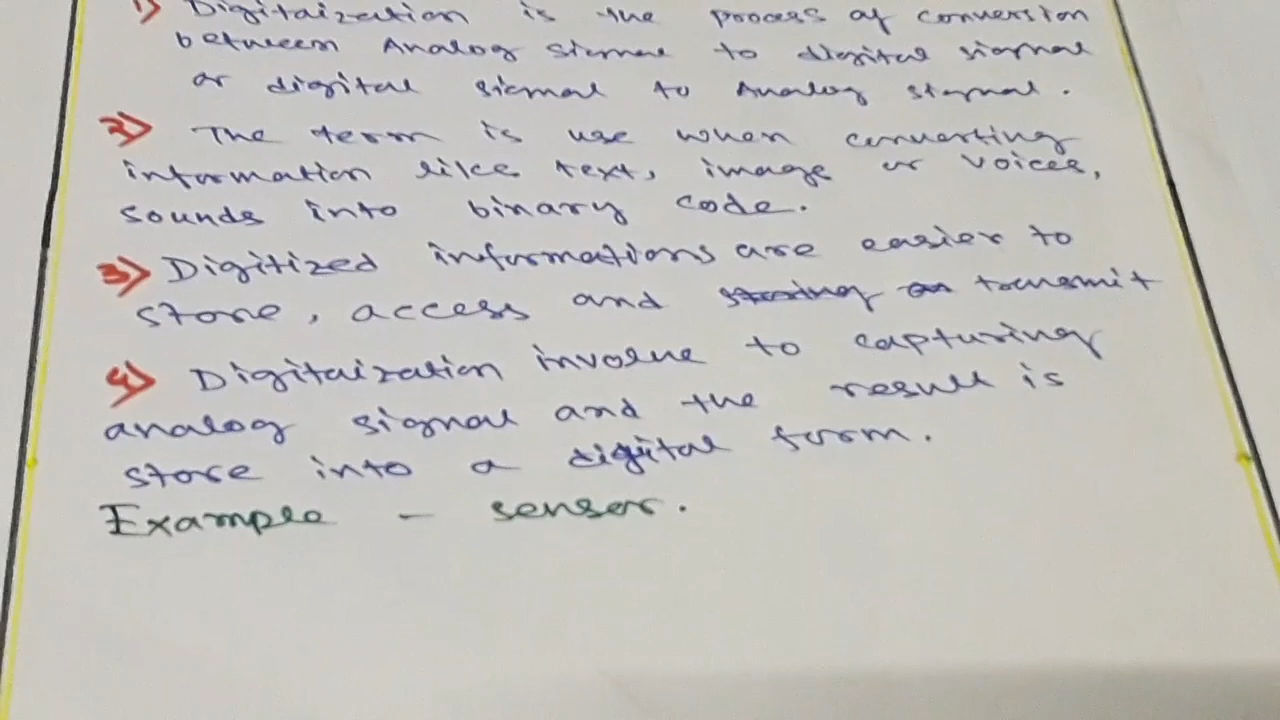 1) Digitaization is the process of conversion
between Analog signal to digital signal
or digital signal to Analog signal.
2) The term is use when converting
information like text, image or voices,
sounds into binary code.
3) Digitized informations are easier to
store, access and storing an transmit
4) Digitaization involve to capturing
analog signal and the result is
store into a digital form.
Example - senser.